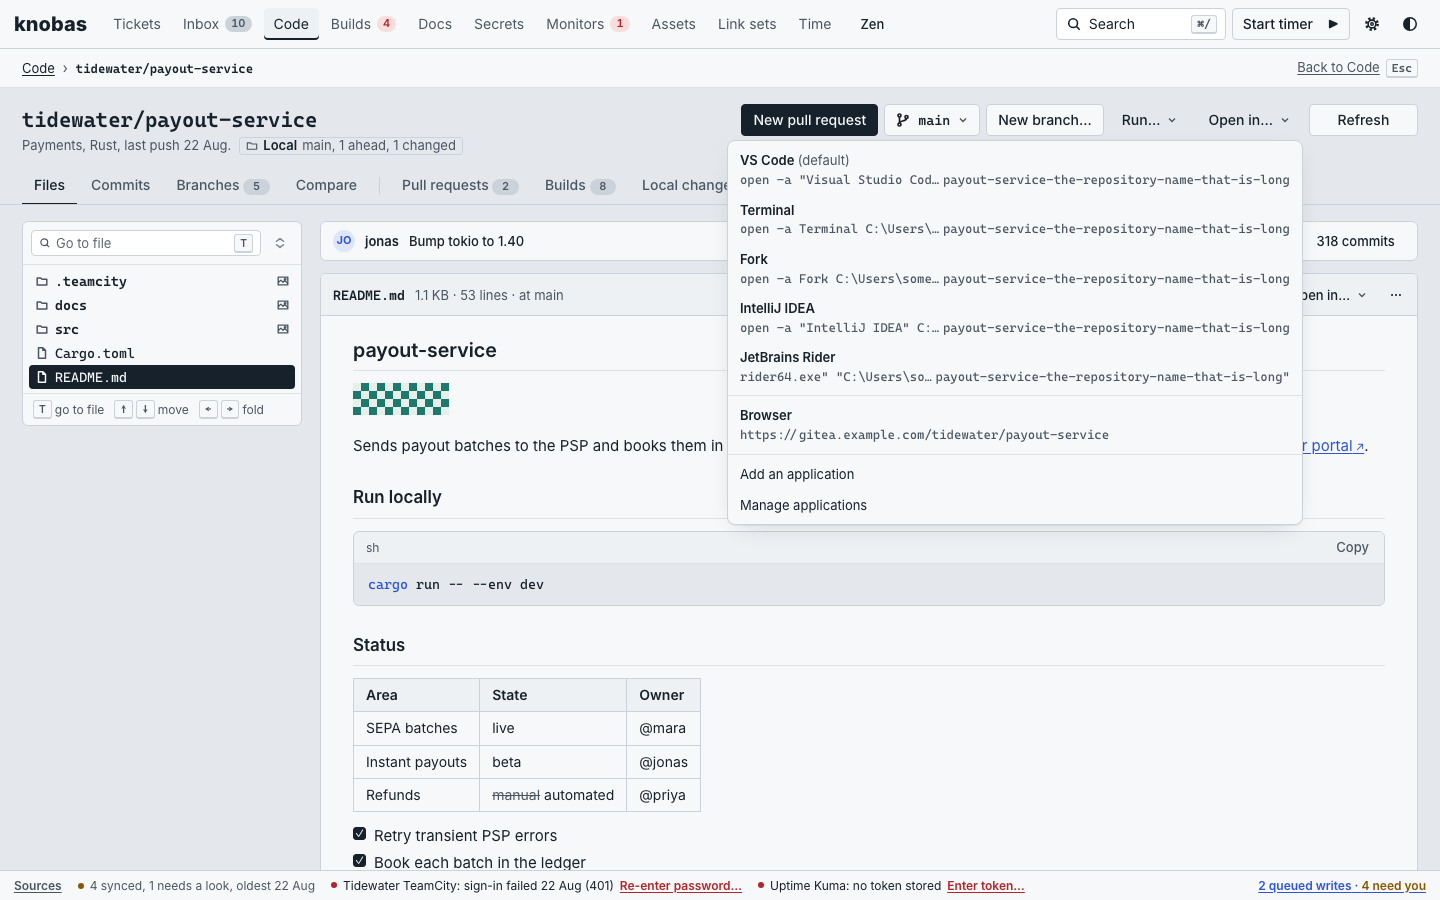 knobas Tickets Inbox 10 Code Builds 4 Docs Secrets Monitors 1 Assets Link sets Time Zen Search ⌘/ Start timer
Code › tidewater/payout-service Back to Code Esc
tidewater/payout-service New pull request main New branch... Run... Open in... Refresh
Payments, Rust, last push 22 Aug. Local main, 1 ahead, 1 changed
Files Commits Branches 5 Compare Pull requests 2 Builds 8 Local change
VS Code (default)
open -a "Visual Studio Cod… payout-service-the-repository-name-that-is-long
Terminal
open -a Terminal C:\Users\… payout-service-the-repository-name-that-is-long
Fork
open -a Fork C:\Users\some… payout-service-the-repository-name-that-is-long
IntelliJ IDEA
open -a "IntelliJ IDEA" C:… payout-service-the-repository-name-that-is-long
JetBrains Rider
rider64.exe" "C:\Users\so… payout-service-the-repository-name-that-is-long"
Browser
https://gitea.example.com/tidewater/payout-service
Add an application
Manage applications
Go to file T
.teamcity
docs
src
Cargo.toml
README.md
T go to file ↑ ↓ move ← → fold
JO jonas Bump tokio to 1.40 318 commits
README.md 1.1 KB · 53 lines · at main pen in... ...
payout-service
Sends payout batches to the PSP and books them in r portal ↗.
Run locally
sh Copy
cargo run -- --env dev
Status
Area State Owner
SEPA batches live @mara
Instant payouts beta @jonas
Refunds manual automated @priya
Retry transient PSP errors
Book each batch in the ledger
Sources 4 synced, 1 needs a look, oldest 22 Aug Tidewater TeamCity: sign-in failed 22 Aug (401) Re-enter password... Uptime Kuma: no token stored Enter token... 2 queued writes · 4 need you